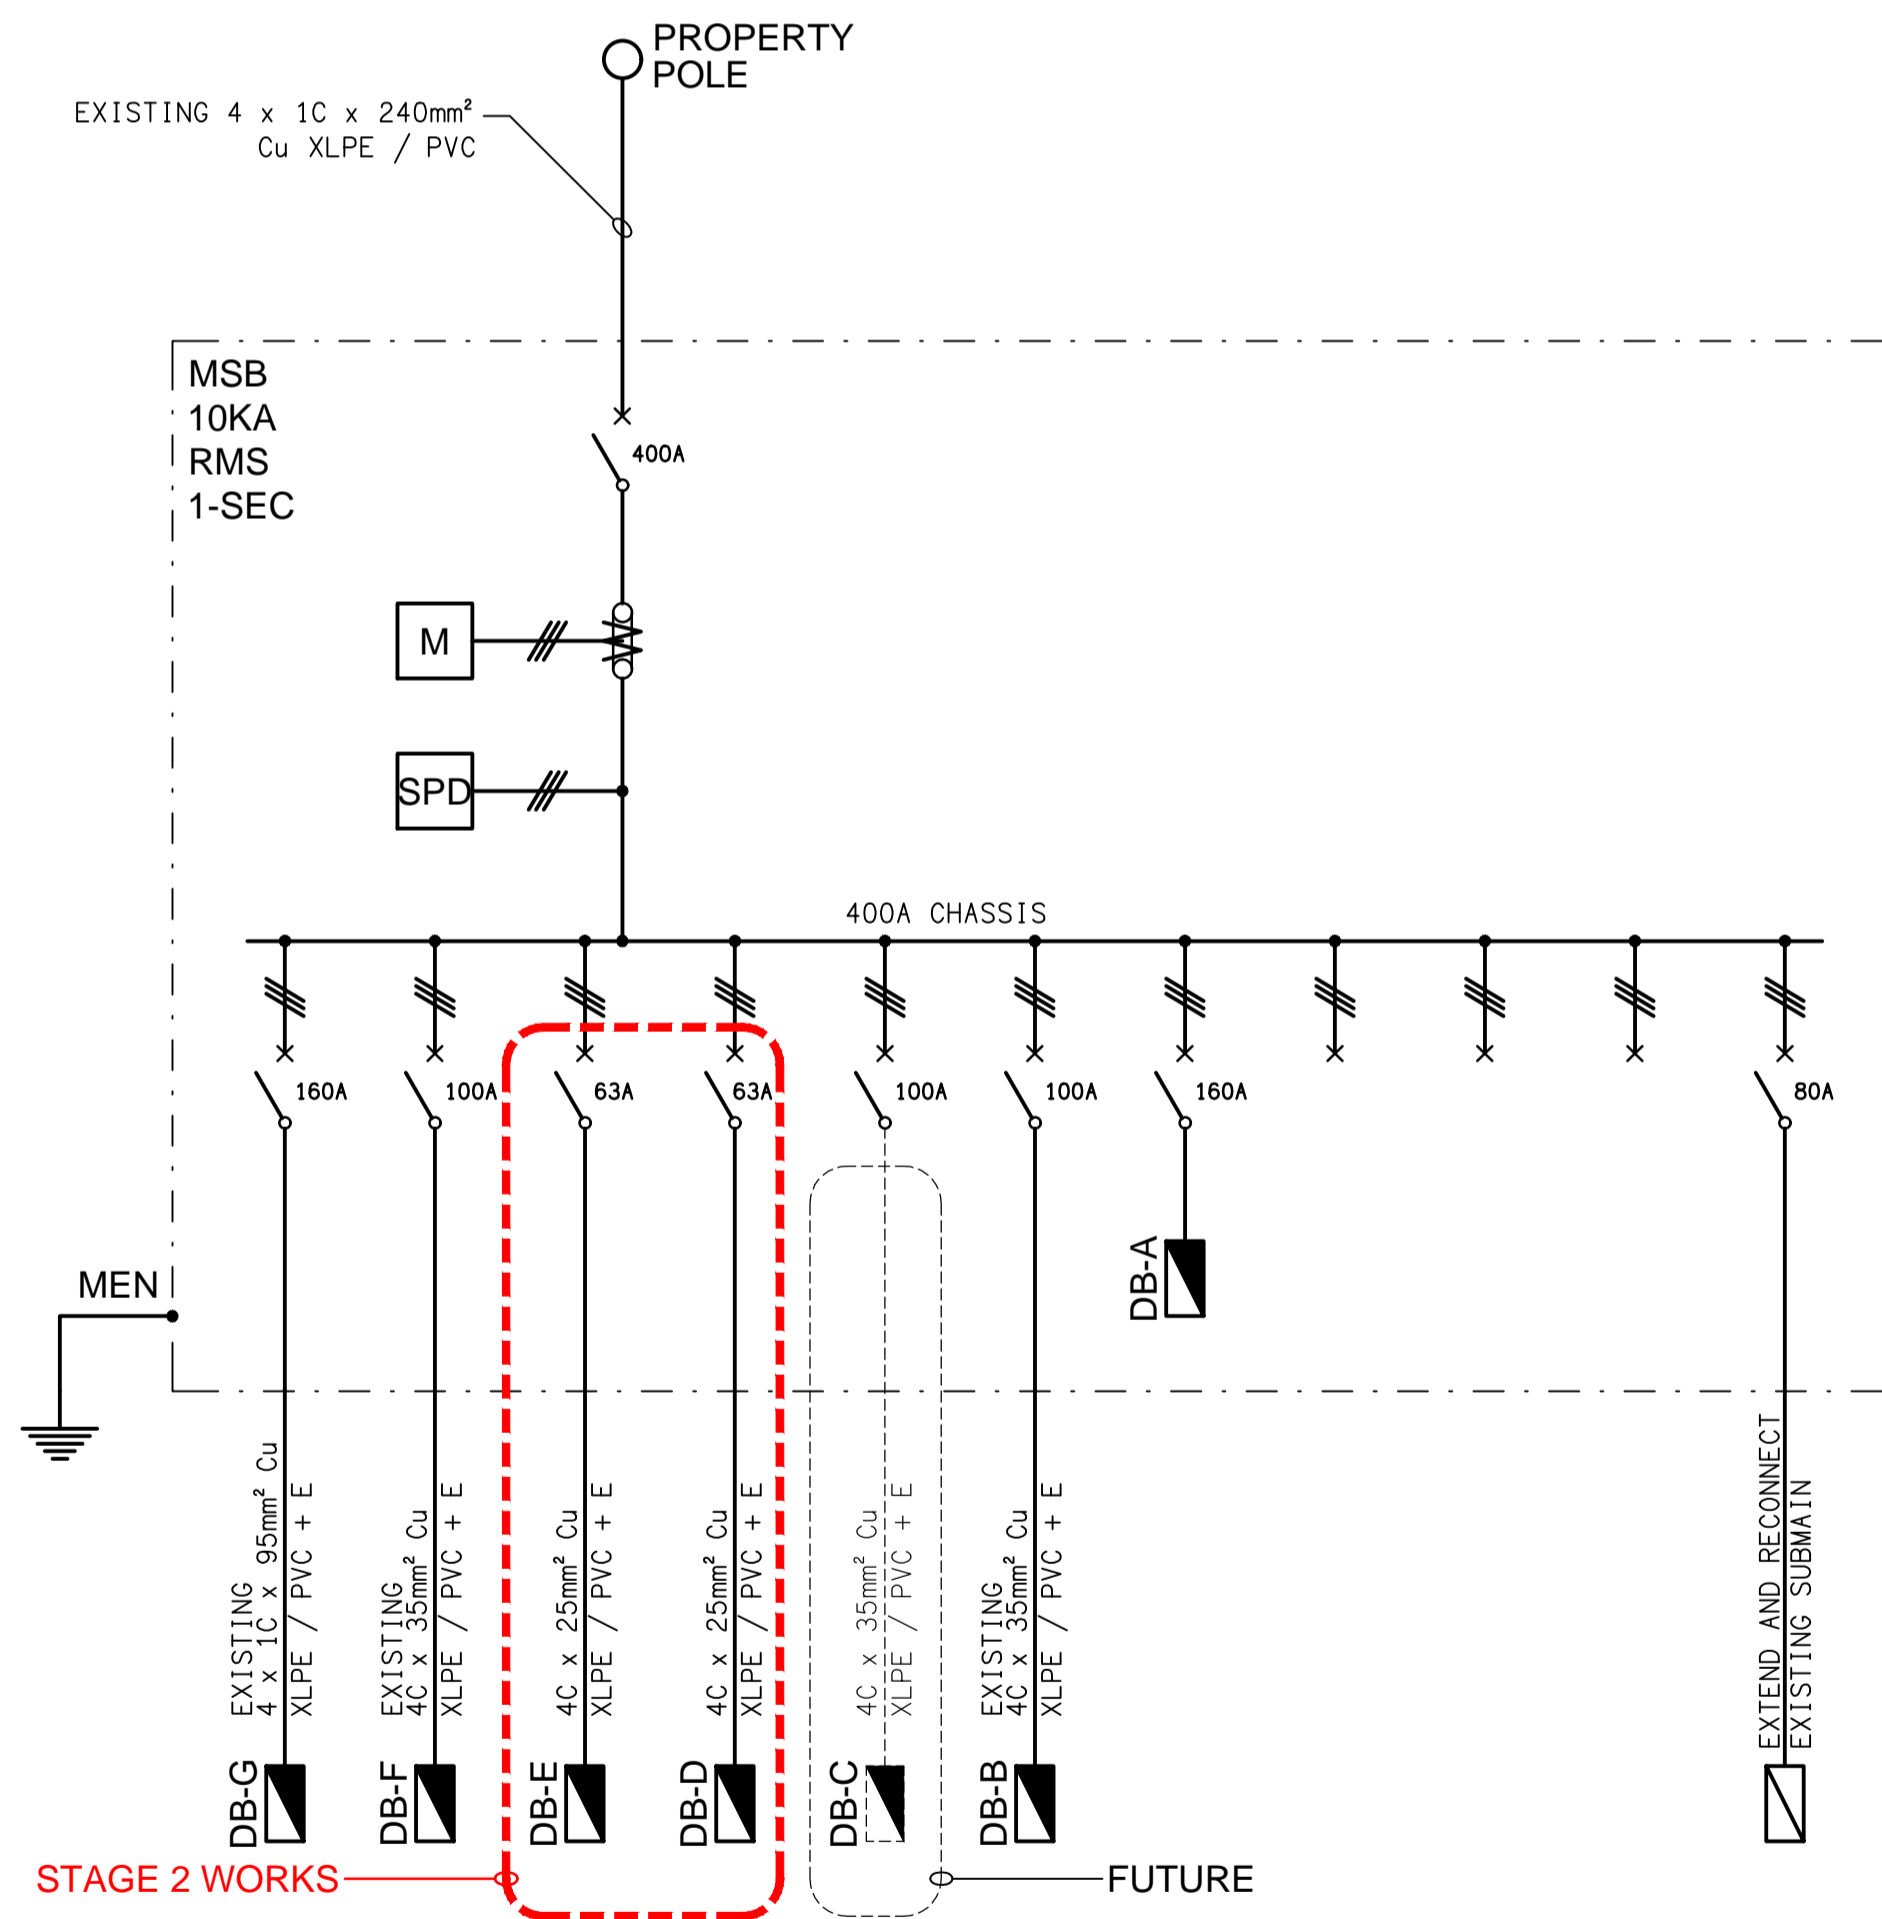 PROPERTY
POLE
EXISTING 4 x 1C x 240mm²
Cu XLPE / PVC
MSB
10KA
RMS
1-SEC
400A
M
SPD
400A CHASSIS
160A
100A
63A
63A
100A
100A
160A
80A
MEN
DB-A
EXISTING
4 x 1C x 95mm² Cu
XLPE / PVC + E
EXISTING
4C x 35mm² Cu
XLPE / PVC + E
4C x 25mm² Cu
XLPE / PVC + E
4C x 25mm² Cu
XLPE / PVC + E
4C x 35mm² Cu
XLPE / PVC + E
EXISTING
4C x 35mm² Cu
XLPE / PVC + E
EXTEND AND RECONNECT
EXISTING SUBMAIN
DB-G
DB-F
DB-E
DB-D
DB-C
DB-B
STAGE 2 WORKS
FUTURE